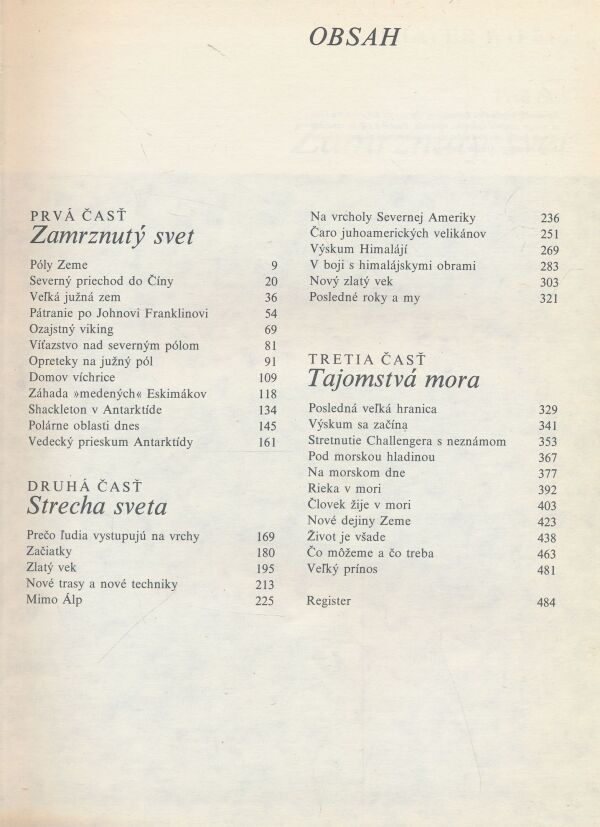 OBSAH
PRVÁ ČASŤ
Zamrznutý svet
Póly Zeme 9
Severný priechod do Číny 20
Veľká južná zem 36
Pátranie po Johnovi Franklinovi 54
Ozajstný viking 69
Víťazstvo nad severným pólom 81
Opreteky na južný pól 91
Domov víchrice 109
Záhada »medených« Eskimákov 118
Shackleton v Antarktíde 134
Polárne oblasti dnes 145
Vedecký prieskum Antarktídy 161
DRUHÁ ČASŤ
Strecha sveta
Prečo ľudia vystupujú na vrchy 169
Začiatky 180
Zlatý vek 195
Nové trasy a nové techniky 213
Mimo Álp 225
Na vrcholy Severnej Ameriky 236
Čaro juhoamerických velikánov 251
Výskum Himalájí 269
V boji s himalájskymi obrami 283
Nový zlatý vek 303
Posledné roky a my 321
TRETIA ČASŤ
Tajomstvá mora
Posledná veľká hranica 329
Výskum sa začína 341
Stretnutie Challengera s neznámom 353
Pod morskou hladinou 367
Na morskom dne 377
Rieka v mori 392
Človek žije v mori 403
Nové dejiny Zeme 423
Život je všade 438
Čo môžeme a čo treba 463
Veľký prínos 481
Register 484